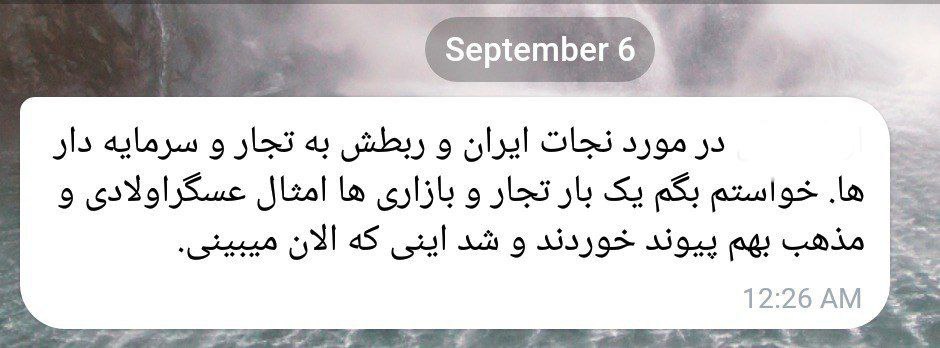 September 6
در مورد نجات ایران و ربطش به تجار و سرمایه دار
ها. خواستم بگم یک بار تجار و بازاری ها امثال عسگراولادی و
مذهب بهم پیوند خوردند و شد اینی که الان میبینی.
12:26 AM